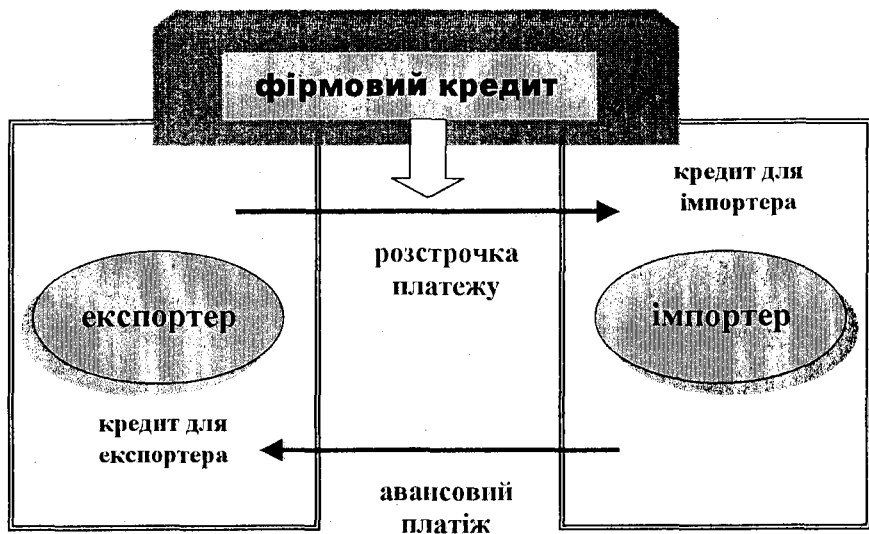 фірмовий кредит
кредит для
імпортера
розстрочка
платежу
експортер
імпортер
кредит для
експортера
авансовий
платіж